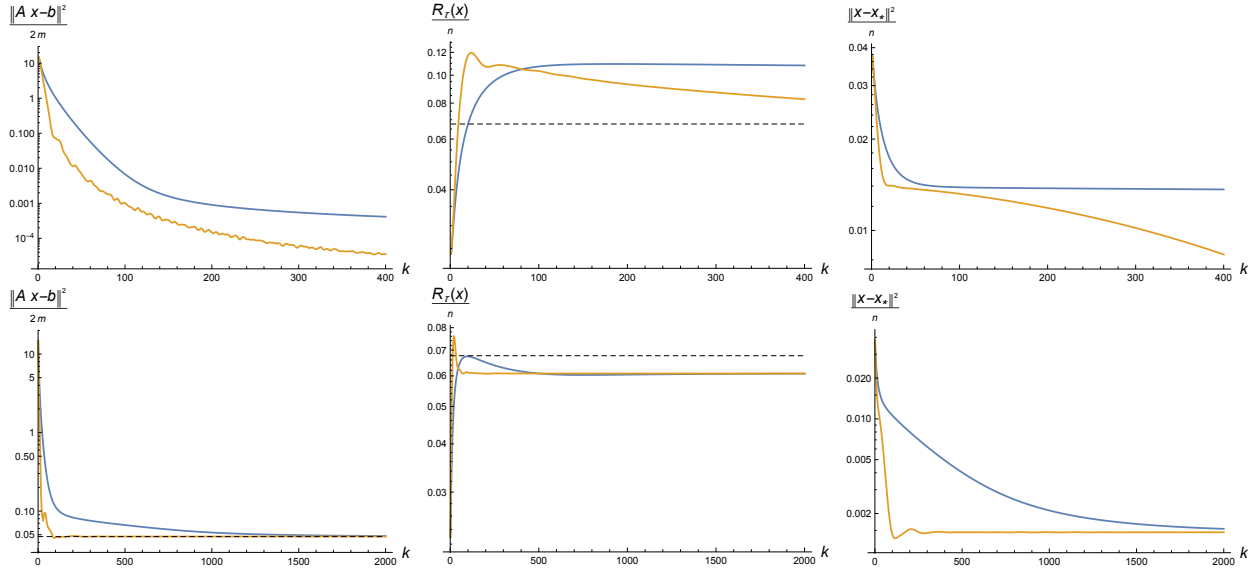 ‖A x−b‖²
2 m
10
1
0.100
0.010
0.001
10⁻⁴
0 100 200 300 400 k
R_τ(x)
n
0.12
0.10
0.08
0.06
0.04
0 100 200 300 400 k
‖x−x_*‖²
n
0.04
0.03
0.02
0.01
0 100 200 300 400 k
‖A x−b‖²
2 m
10
5
1
0.50
0.10
0.05
0 500 1000 1500 2000 k
R_τ(x)
n
0.08
0.07
0.06
0.05
0.04
0.03
0 500 1000 1500 2000 k
‖x−x_*‖²
n
0.020
0.010
0.005
0.002
0 500 1000 1500 2000 k